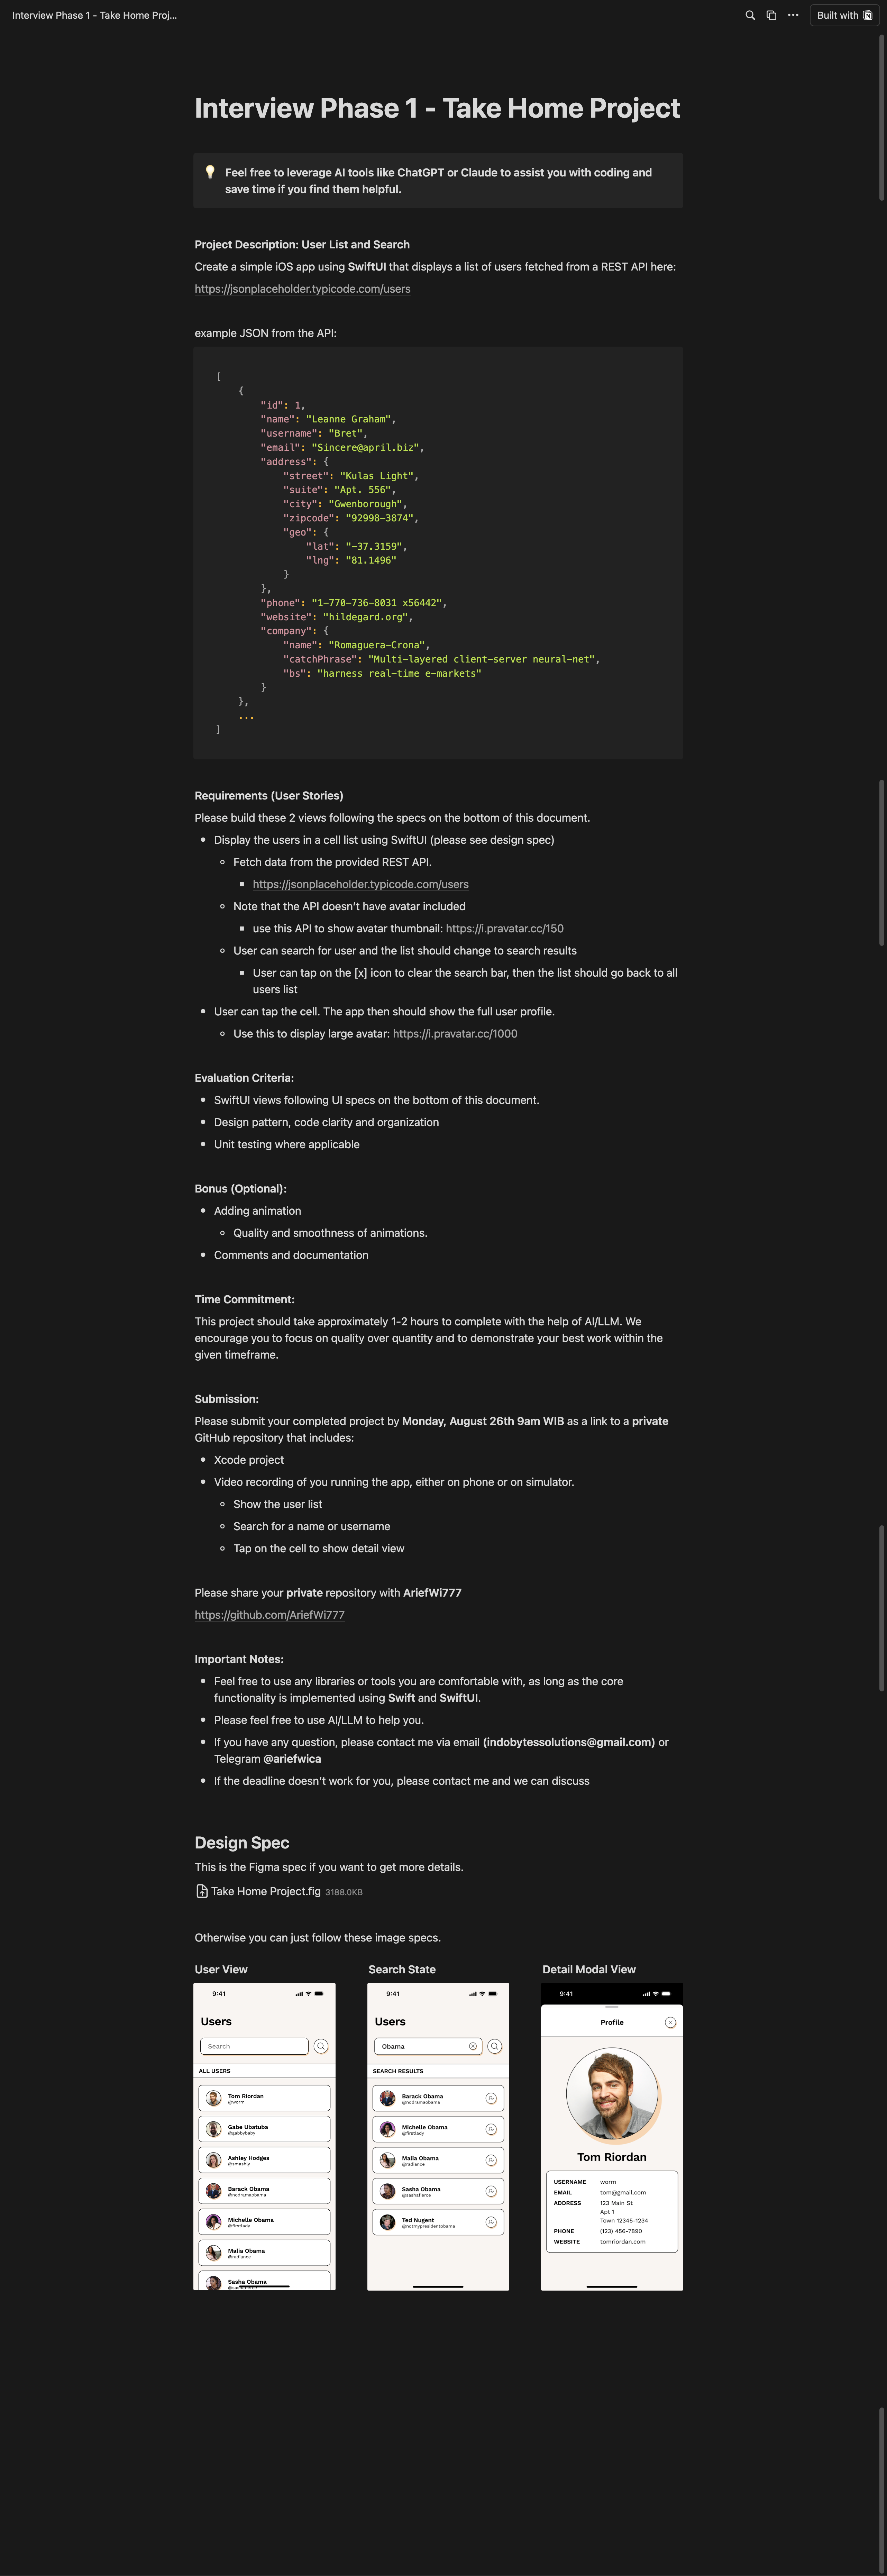 Interview Phase 1 - Take Home Proj...
Built with
Interview Phase 1 - Take Home Project
Feel free to leverage AI tools like ChatGPT or Claude to assist you with coding and
save time if you find them helpful.
Project Description: User List and Search
Create a simple iOS app using SwiftUI that displays a list of users fetched from a REST API here:
https://jsonplaceholder.typicode.com/users
example JSON from the API:
[
{
"id": 1,
"name": "Leanne Graham",
"username": "Bret",
"email": "Sincere@april.biz",
"address": {
"street": "Kulas Light",
"suite": "Apt. 556",
"city": "Gwenborough",
"zipcode": "92998-3874",
"geo": {
"lat": "-37.3159",
"lng": "81.1496"
}
},
"phone": "1-770-736-8031 x56442",
"website": "hildegard.org",
"company": {
"name": "Romaguera-Crona",
"catchPhrase": "Multi-layered client-server neural-net",
"bs": "harness real-time e-markets"
}
},
...
]
Requirements (User Stories)
Please build these 2 views following the specs on the bottom of this document.
Display the users in a cell list using SwiftUI (please see design spec)
Fetch data from the provided REST API.
https://jsonplaceholder.typicode.com/users
Note that the API doesn't have avatar included
use this API to show avatar thumbnail: https://i.pravatar.cc/150
User can search for user and the list should change to search results
User can tap on the [x] icon to clear the search bar, then the list should go back to all
users list
User can tap the cell. The app then should show the full user profile.
Use this to display large avatar: https://i.pravatar.cc/1000
Evaluation Criteria:
SwiftUI views following UI specs on the bottom of this document.
Design pattern, code clarity and organization
Unit testing where applicable
Bonus (Optional):
Adding animation
Quality and smoothness of animations.
Comments and documentation
Time Commitment:
This project should take approximately 1-2 hours to complete with the help of AI/LLM. We
encourage you to focus on quality over quantity and to demonstrate your best work within the
given timeframe.
Submission:
Please submit your completed project by Monday, August 26th 9am WIB as a link to a private
GitHub repository that includes:
Xcode project
Video recording of you running the app, either on phone or on simulator.
Show the user list
Search for a name or username
Tap on the cell to show detail view
Please share your private repository with AriefWi777
https://github.com/AriefWi777
Important Notes:
Feel free to use any libraries or tools you are comfortable with, as long as the core
functionality is implemented using Swift and SwiftUI.
Please feel free to use AI/LLM to help you.
If you have any question, please contact me via email (indobytessolutions@gmail.com) or
Telegram @ariefwica
If the deadline doesn't work for you, please contact me and we can discuss
Design Spec
This is the Figma spec if you want to get more details.
Take Home Project.fig 3188.0KB
Otherwise you can just follow these image specs.
User View
9:41
Users
Search
ALL USERS
Tom Riordan
@worm
Gabe Ubatuba
@gabbybaby
Ashley Hodges
@smashly
Barack Obama
@nodramaobama
Michelle Obama
@firstlady
Malia Obama
@radiance
Sasha Obama
Search State
9:41
Users
Obama
SEARCH RESULTS
Barack Obama
@nodramaobama
Michelle Obama
@firstlady
Malia Obama
@radiance
Sasha Obama
@sashafierce
Ted Nugent
@notmypresidentobama
Detail Modal View
9:41
Profile
Tom Riordan
USERNAME worm
EMAIL tom@gmail.com
ADDRESS 123 Main St
Apt 1
Town 12345-1234
PHONE (123) 456-7890
WEBSITE tomriordan.com